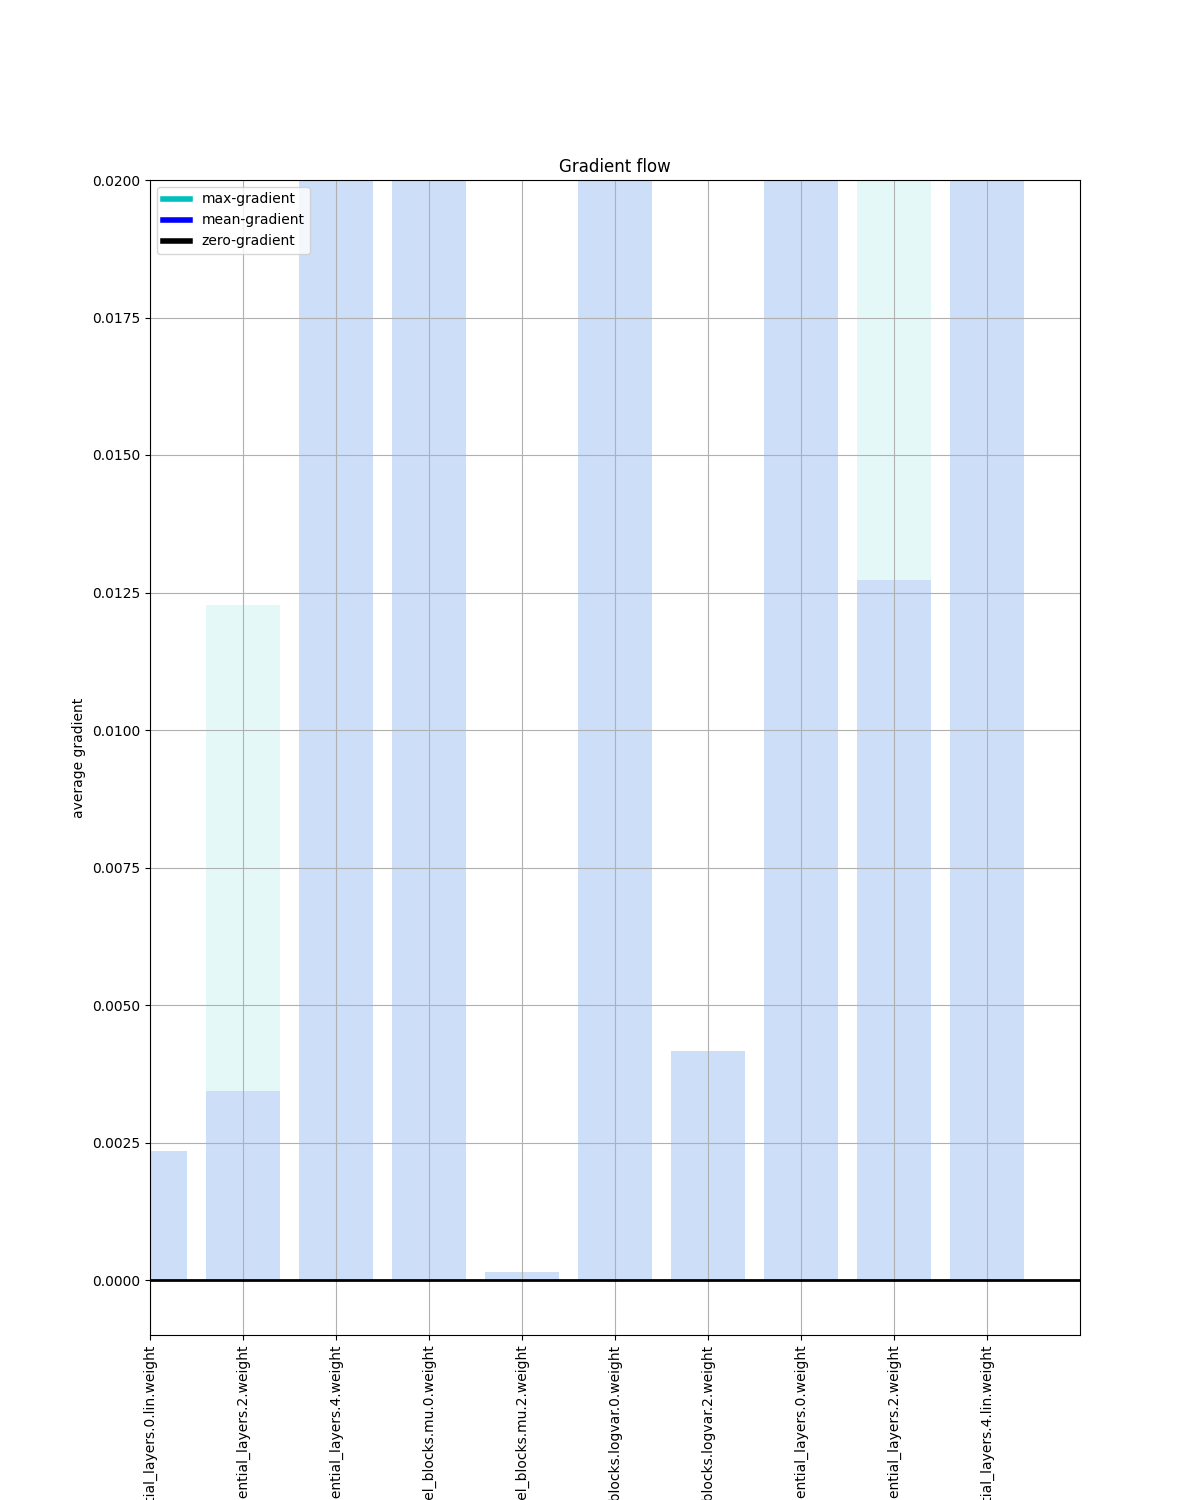 Gradient flow
max-gradient
mean-gradient
zero-gradient
0.0200
0.0175
0.0150
0.0125
0.0100
0.0075
0.0050
0.0025
0.0000
average gradient
tial_layers.0.lin.weight
ential_layers.2.weight
ential_layers.4.weight
el_blocks.mu.0.weight
el_blocks.mu.2.weight
blocks.logvar.0.weight
blocks.logvar.2.weight
ential_layers.0.weight
ential_layers.2.weight
tial_layers.4.lin.weight